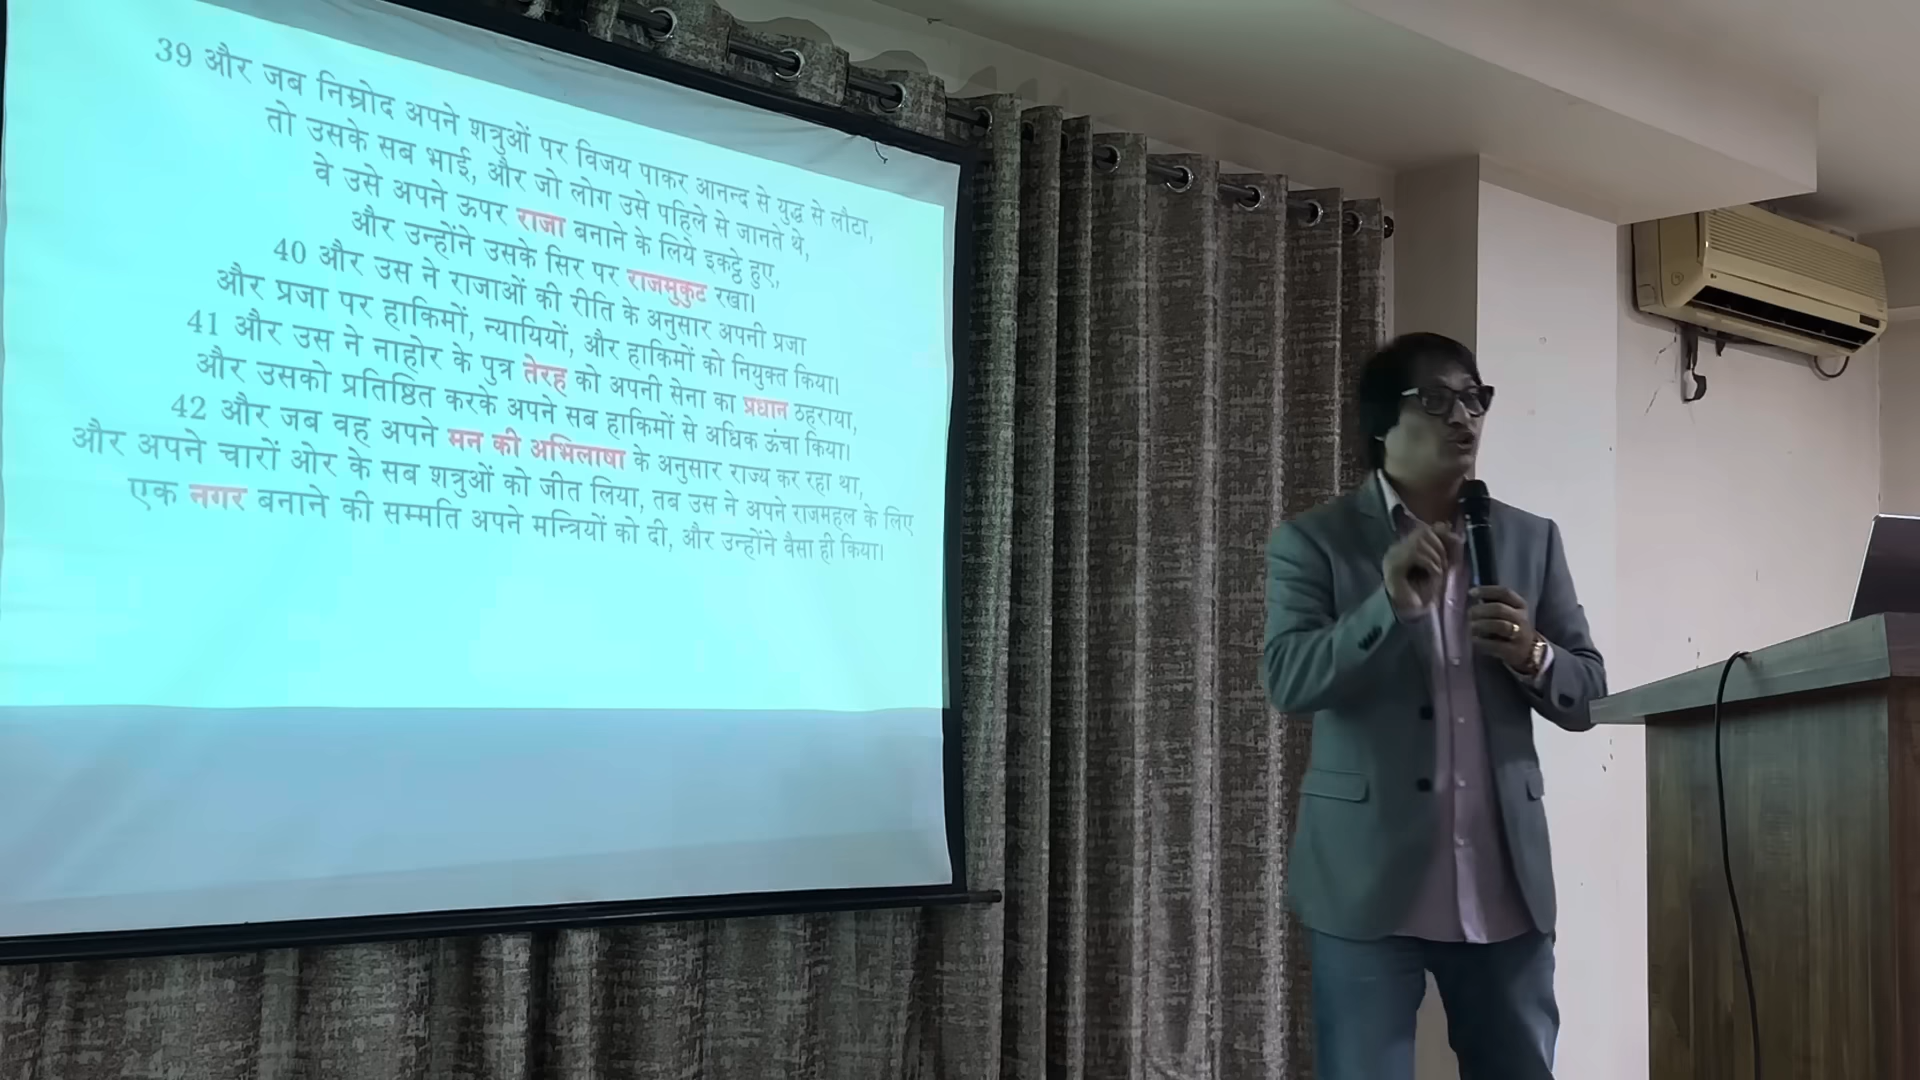 39 और जब निम्रोद अपने शत्रुओं पर विजय पाकर आनन्द से युद्ध से लौटा,
तो उसके सब भाई, और जो लोग उसे पहिले से जानते थे,
वे उसे अपने ऊपर राजा बनाने के लिये इकट्ठे हुए,
और उन्होंने उसके सिर पर राजमुकुट रखा।
40 और उस ने राजाओं की रीति के अनुसार अपनी प्रजा
और प्रजा पर हाकिमों, न्यायियों, और हाकिमों को नियुक्त किया।
41 और उस ने नाहोर के पुत्र तेरह को अपनी सेना का प्रधान ठहराया,
और उसको प्रतिष्ठित करके अपने सब हाकिमों से अधिक ऊंचा किया।
42 और जब वह अपने मन की अभिलाषा के अनुसार राज्य कर रहा था,
और अपने चारों ओर के सब शत्रुओं को जीत लिया, तब उस ने अपने राजमहल के लिए
एक नगर बनाने की सम्मति अपने मन्त्रियों को दी, और उन्होंने वैसा ही किया।